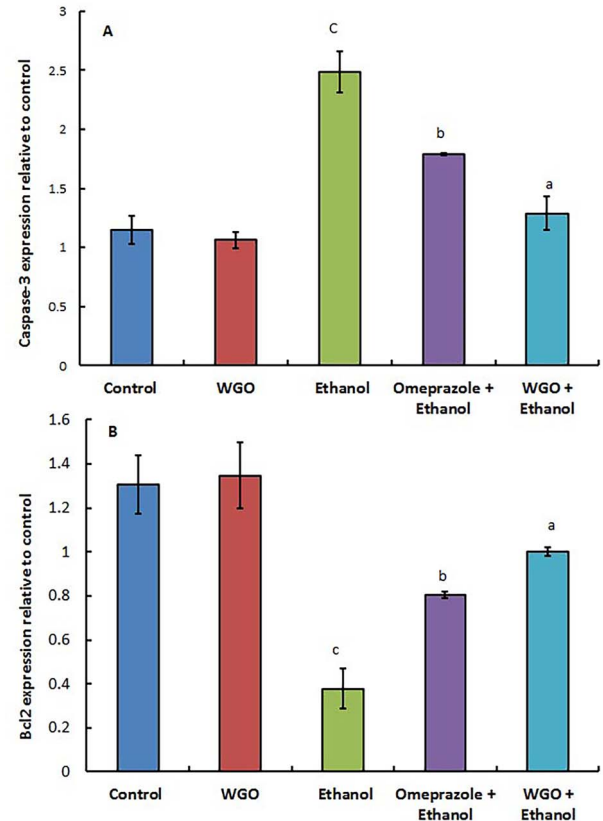 A
Caspase-3 expression relative to control
3
2.5
2
1.5
1
0.5
0
C
b
a
Control
WGO
Ethanol
Omeprazole +
Ethanol
WGO +
Ethanol
B
Bcl2 expression relative to control
1.6
1.4
1.2
1
0.8
0.6
0.4
0.2
0
c
b
a
Control
WGO
Ethanol
Omeprazole +
Ethanol
WGO +
Ethanol